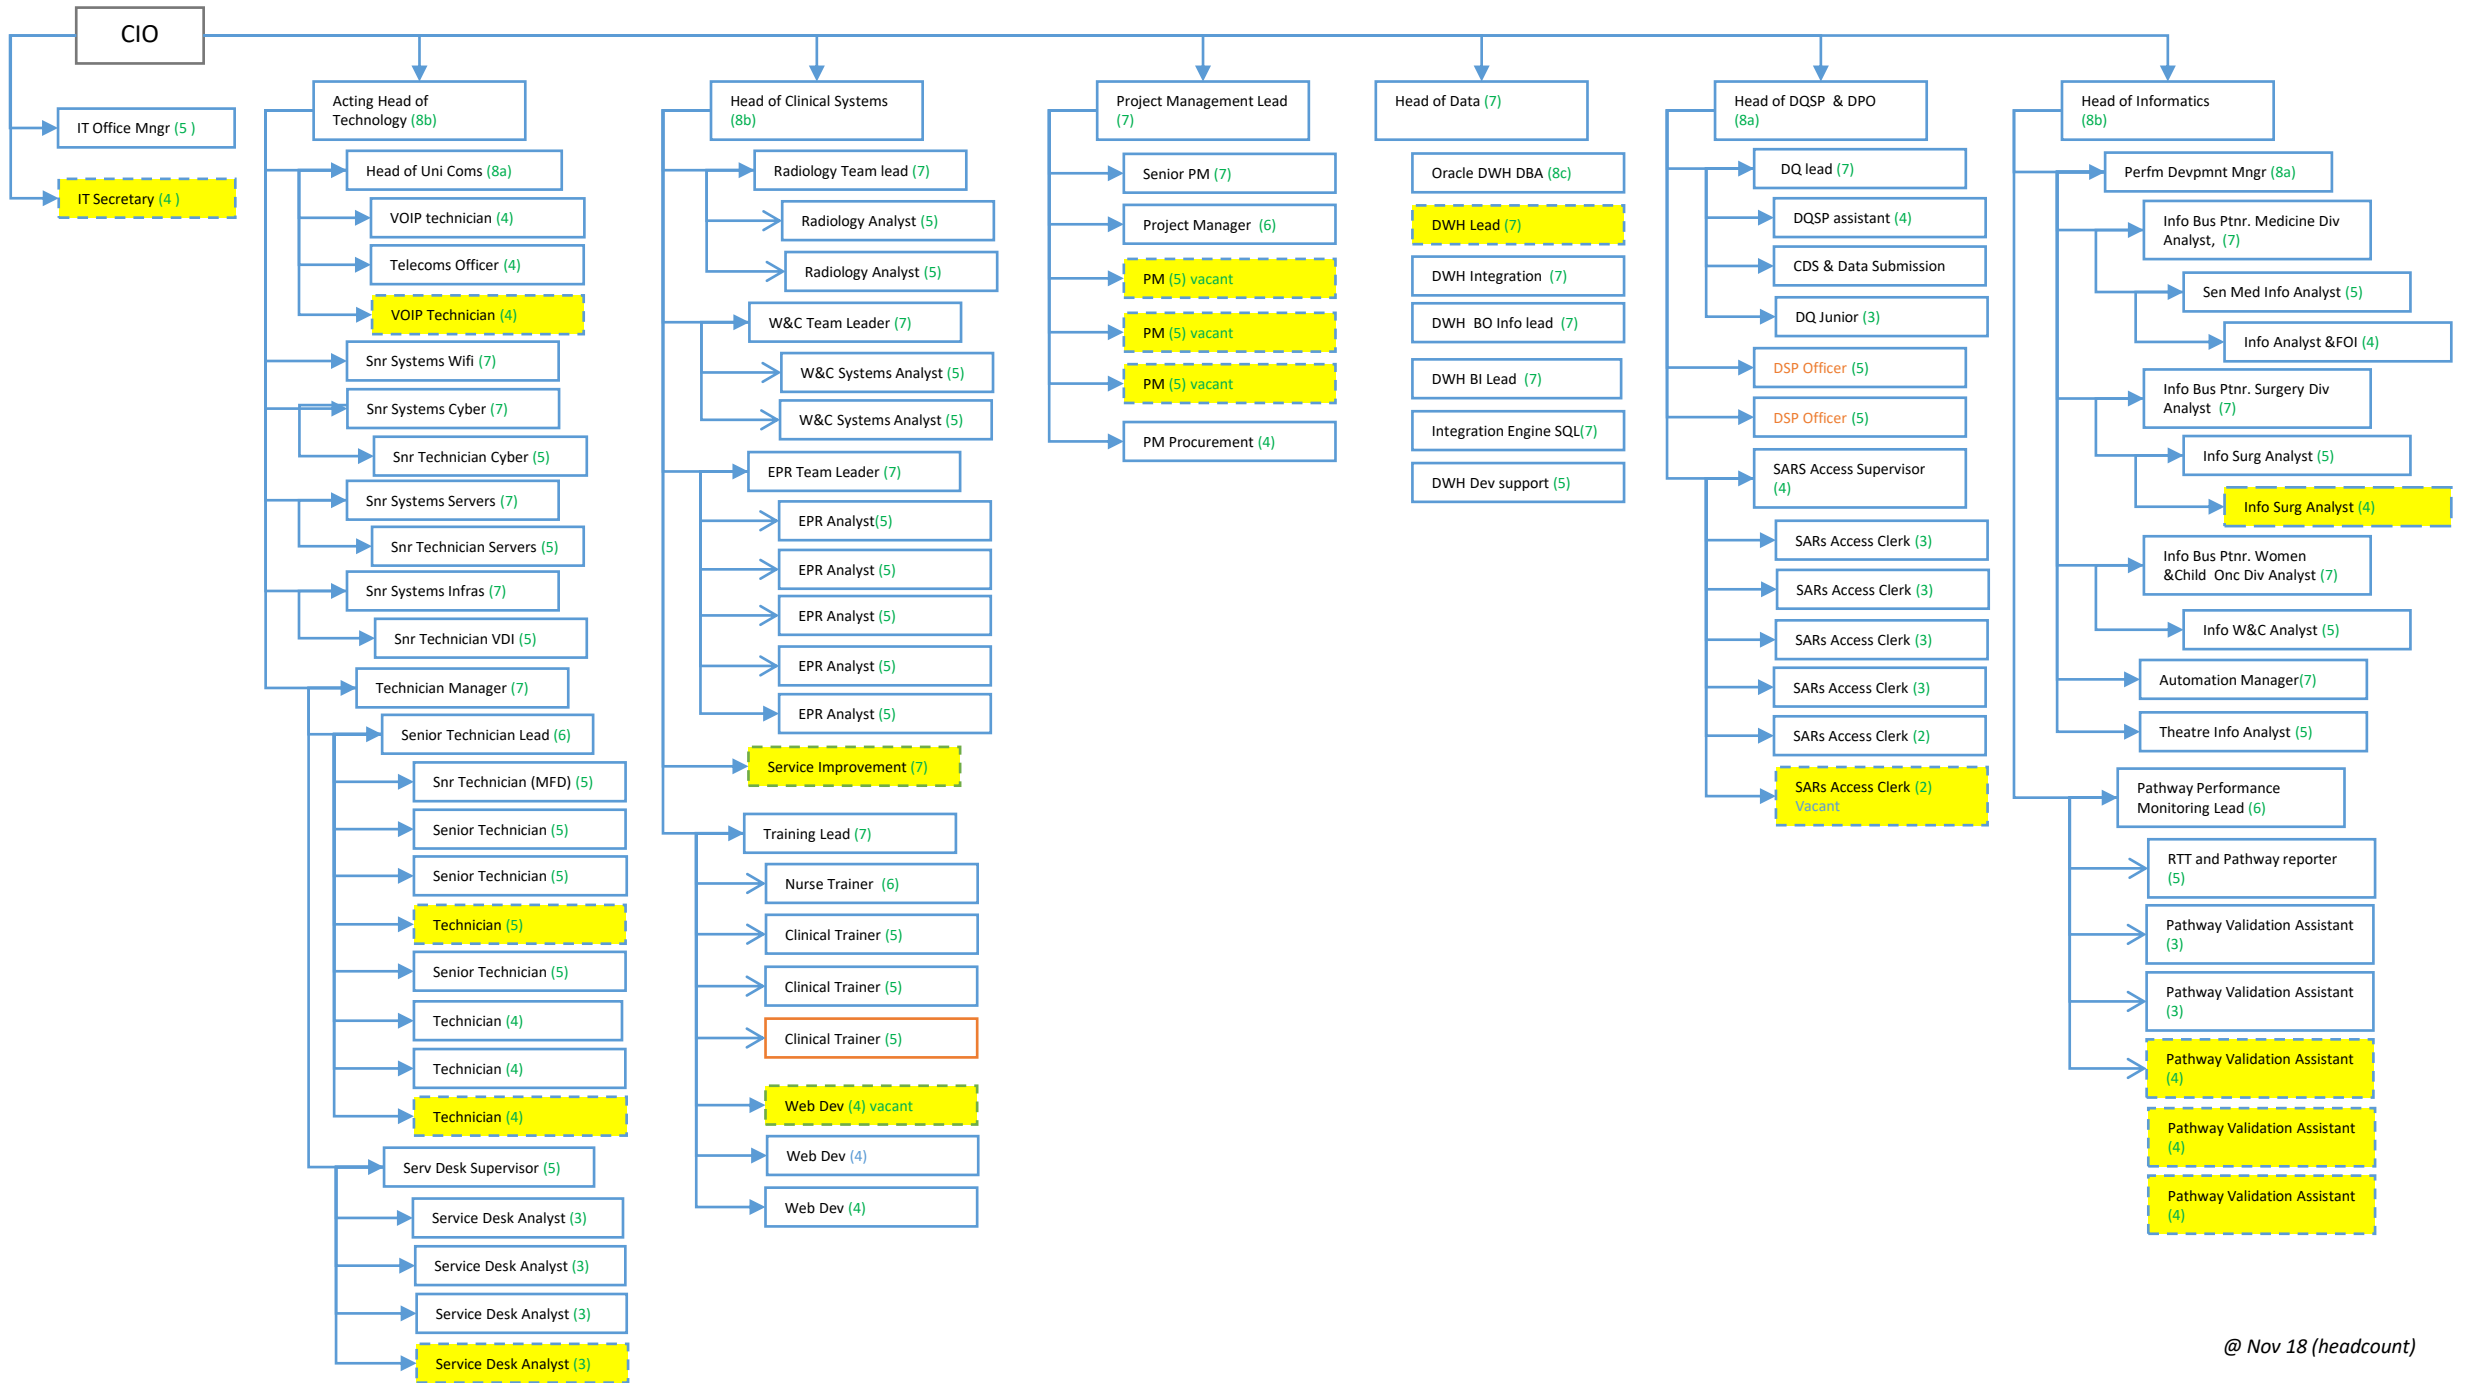 CIO
IT Office Mngr (5 )
IT Secretary (4 )
Acting Head of
Technology (8b)
Head of Uni Coms (8a)
VOIP technician (4)
Telecoms Officer (4)
VOIP Technician (4)
Snr Systems Wifi (7)
Snr Systems Cyber (7)
Snr Technician Cyber (5)
Snr Systems Servers (7)
Snr Technician Servers (5)
Snr Systems Infras (7)
Snr Technician VDI (5)
Technician Manager (7)
Senior Technician Lead (6)
Snr Technician (MFD) (5)
Senior Technician (5)
Senior Technician (5)
Technician (5)
Senior Technician (5)
Technician (4)
Technician (4)
Technician (4)
Serv Desk Supervisor (5)
Service Desk Analyst (3)
Service Desk Analyst (3)
Service Desk Analyst (3)
Service Desk Analyst (3)
Head of Clinical Systems
(8b)
Radiology Team lead (7)
Radiology Analyst (5)
Radiology Analyst (5)
W&C Team Leader (7)
W&C Systems Analyst (5)
W&C Systems Analyst (5)
EPR Team Leader (7)
EPR Analyst(5)
EPR Analyst (5)
EPR Analyst (5)
EPR Analyst (5)
EPR Analyst (5)
Service Improvement (7)
Training Lead (7)
Nurse Trainer (6)
Clinical Trainer (5)
Clinical Trainer (5)
Clinical Trainer (5)
Web Dev (4) vacant
Web Dev (4)
Web Dev (4)
Project Management Lead
(7)
Senior PM (7)
Project Manager (6)
PM (5) vacant
PM (5) vacant
PM (5) vacant
PM Procurement (4)
Head of Data (7)
Oracle DWH DBA (8c)
DWH Lead (7)
DWH Integration (7)
DWH BO Info lead (7)
DWH BI Lead (7)
Integration Engine SQL(7)
DWH Dev support (5)
Head of DQSP & DPO
(8a)
DQ lead (7)
DQSP assistant (4)
CDS & Data Submission
DQ Junior (3)
DSP Officer (5)
DSP Officer (5)
SARS Access Supervisor
(4)
SARs Access Clerk (3)
SARs Access Clerk (3)
SARs Access Clerk (3)
SARs Access Clerk (3)
SARs Access Clerk (2)
SARs Access Clerk (2)
Vacant
Head of Informatics
(8b)
Perfm Devpmnt Mngr (8a)
Info Bus Ptnr. Medicine Div
Analyst, (7)
Sen Med Info Analyst (5)
Info Analyst &FOI (4)
Info Bus Ptnr. Surgery Div
Analyst (7)
Info Surg Analyst (5)
Info Surg Analyst (4)
Info Bus Ptnr. Women
&Child Onc Div Analyst (7)
Info W&C Analyst (5)
Automation Manager(7)
Theatre Info Analyst (5)
Pathway Performance
Monitoring Lead (6)
RTT and Pathway reporter
(5)
Pathway Validation Assistant
(3)
Pathway Validation Assistant
(3)
Pathway Validation Assistant
(4)
Pathway Validation Assistant
(4)
Pathway Validation Assistant
(4)
@ Nov 18 (headcount)